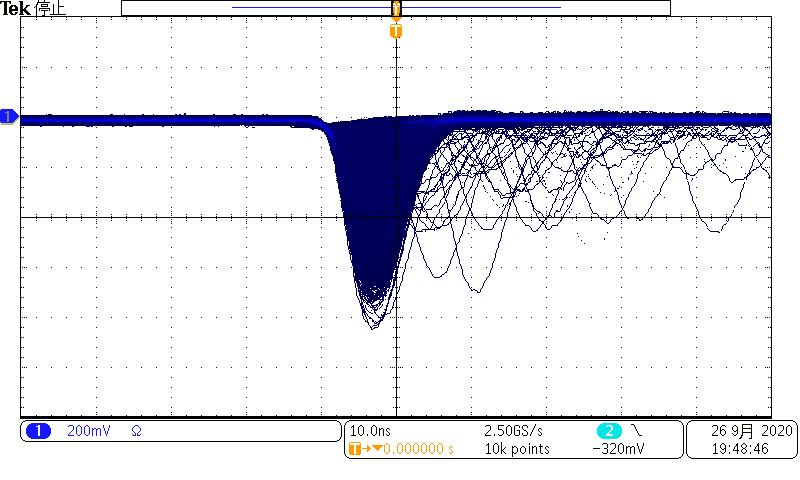 Tek 停止
T
T
1
1 200mV Ω
10.0ns 2.50GS/s 2
T→▼0.000000 s 10k points −320mV
26 9月 2020
19:48:46